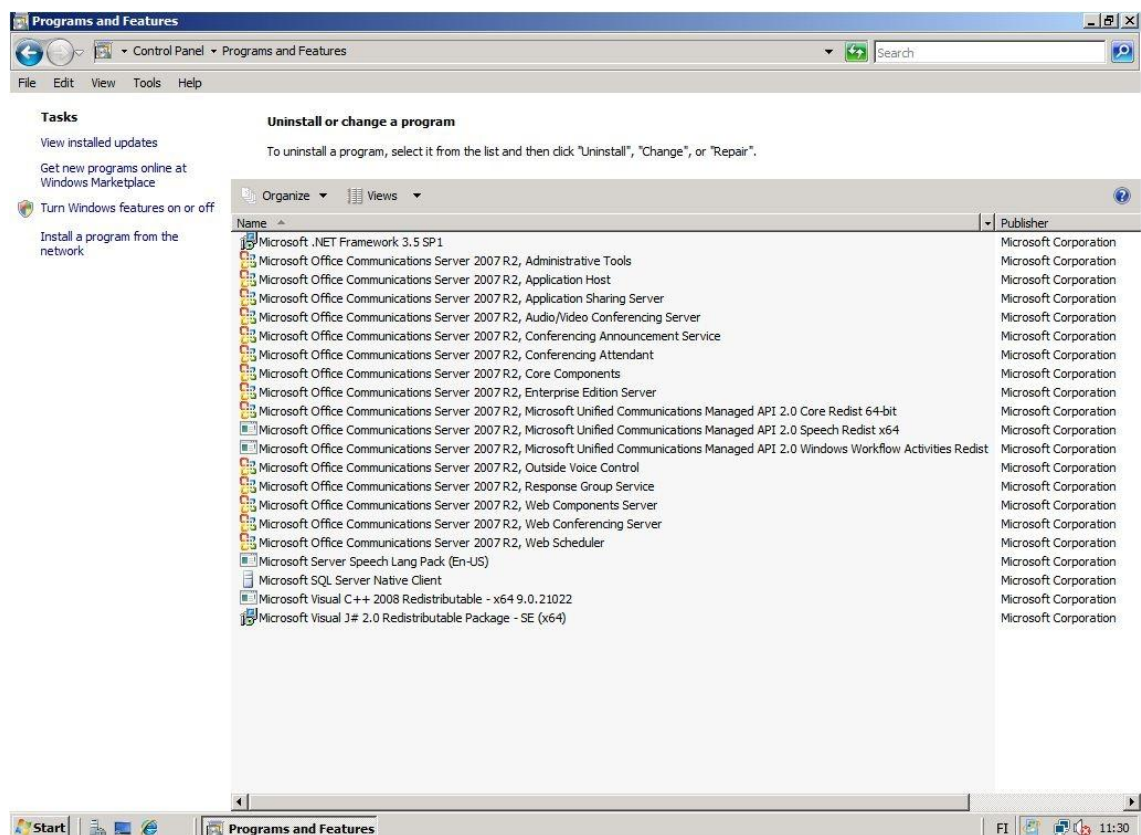 Programs and Features
Control Panel Programs and Features
Search
File Edit View Tools Help
Tasks
View installed updates
Get new programs online at
Windows Marketplace
Turn Windows features on or off
Install a program from the
network
Uninstall or change a program
To uninstall a program, select it from the list and then click "Uninstall", "Change", or "Repair".
Organize Views
Name Publisher
Microsoft .NET Framework 3.5 SP1 Microsoft Corporation
Microsoft Office Communications Server 2007 R2, Administrative Tools Microsoft Corporation
Microsoft Office Communications Server 2007 R2, Application Host Microsoft Corporation
Microsoft Office Communications Server 2007 R2, Application Sharing Server Microsoft Corporation
Microsoft Office Communications Server 2007 R2, Audio/Video Conferencing Server Microsoft Corporation
Microsoft Office Communications Server 2007 R2, Conferencing Announcement Service Microsoft Corporation
Microsoft Office Communications Server 2007 R2, Conferencing Attendant Microsoft Corporation
Microsoft Office Communications Server 2007 R2, Core Components Microsoft Corporation
Microsoft Office Communications Server 2007 R2, Enterprise Edition Server Microsoft Corporation
Microsoft Office Communications Server 2007 R2, Microsoft Unified Communications Managed API 2.0 Core Redist 64-bit Microsoft Corporation
Microsoft Office Communications Server 2007 R2, Microsoft Unified Communications Managed API 2.0 Speech Redist x64 Microsoft Corporation
Microsoft Office Communications Server 2007 R2, Microsoft Unified Communications Managed API 2.0 Windows Workflow Activities Redist Microsoft Corporation
Microsoft Office Communications Server 2007 R2, Outside Voice Control Microsoft Corporation
Microsoft Office Communications Server 2007 R2, Response Group Service Microsoft Corporation
Microsoft Office Communications Server 2007 R2, Web Components Server Microsoft Corporation
Microsoft Office Communications Server 2007 R2, Web Conferencing Server Microsoft Corporation
Microsoft Office Communications Server 2007 R2, Web Scheduler Microsoft Corporation
Microsoft Server Speech Lang Pack (En-US) Microsoft Corporation
Microsoft SQL Server Native Client Microsoft Corporation
Microsoft Visual C++ 2008 Redistributable - x64 9.0.21022 Microsoft Corporation
Microsoft Visual J# 2.0 Redistributable Package - SE (x64) Microsoft Corporation
Start Programs and Features FI 11:30